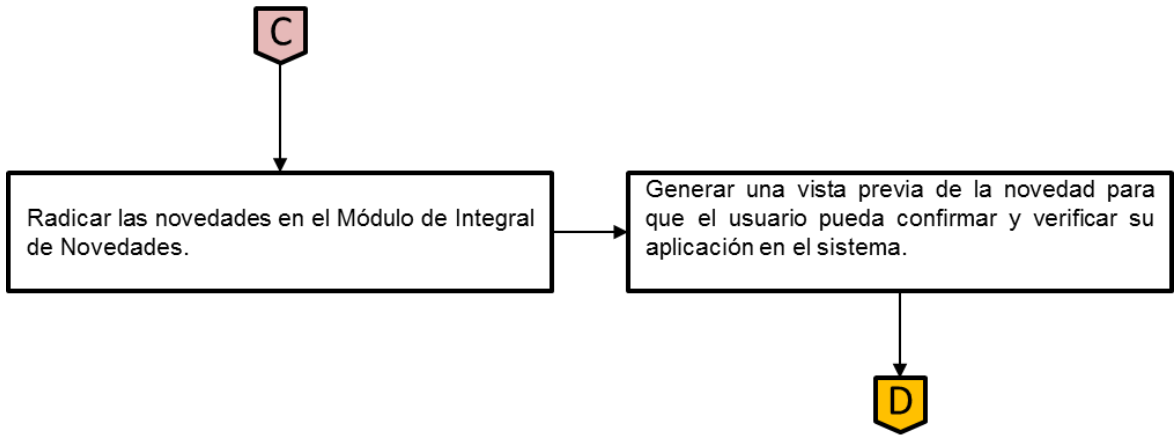 C
Radicar las novedades en el Módulo de Integral
de Novedades.
Generar una vista previa de la novedad para
que el usuario pueda confirmar y verificar su
aplicación en el sistema.
D